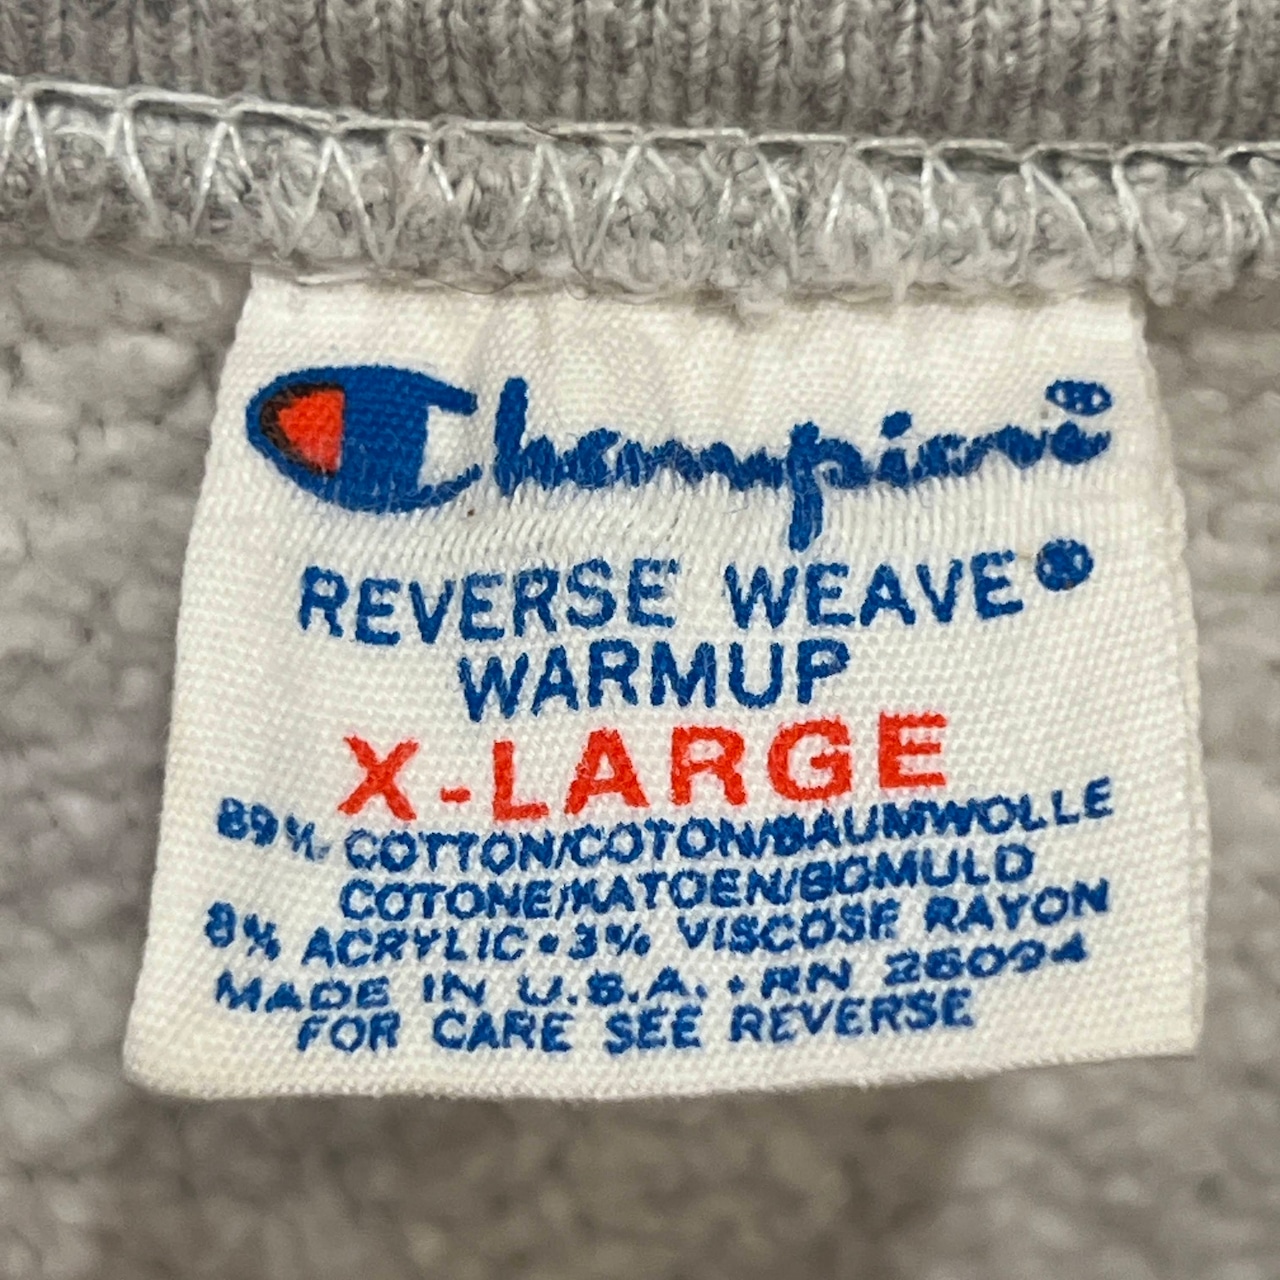 Champion®
REVERSE WEAVE®
WARMUP
X-LARGE
89% COTTON/COTON/BAUMWOLLE
COTONE/KATOEN/BOMULD
8% ACRYLIC • 3% VISCOSE RAYON
MADE IN U.S.A. • RN 26094
FOR CARE SEE REVERSE